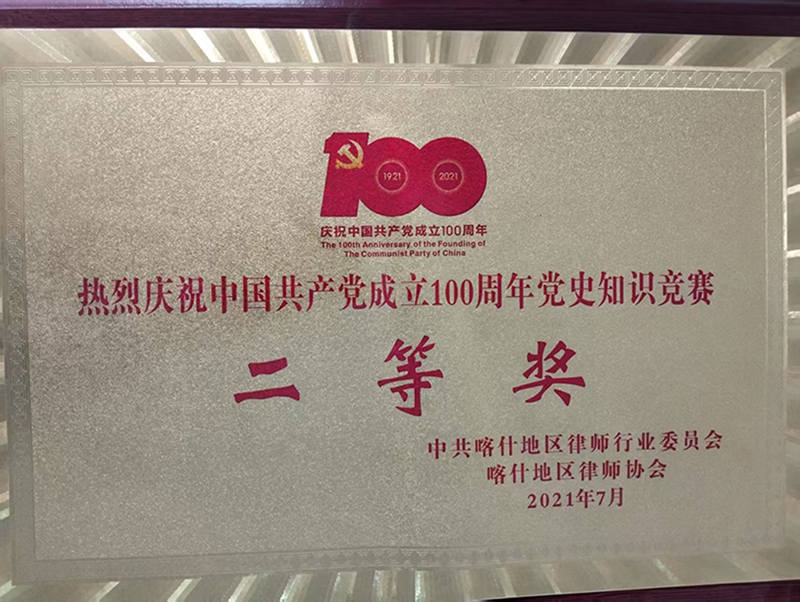 100
1921 2021
庆祝中国共产党成立100周年
The 100th Anniversary of the Founding of
The Communist Party of China
热烈庆祝中国共产党成立100周年党史知识竞赛
二等奖
中共喀什地区律师行业委员会
喀什地区律师协会
2021年7月